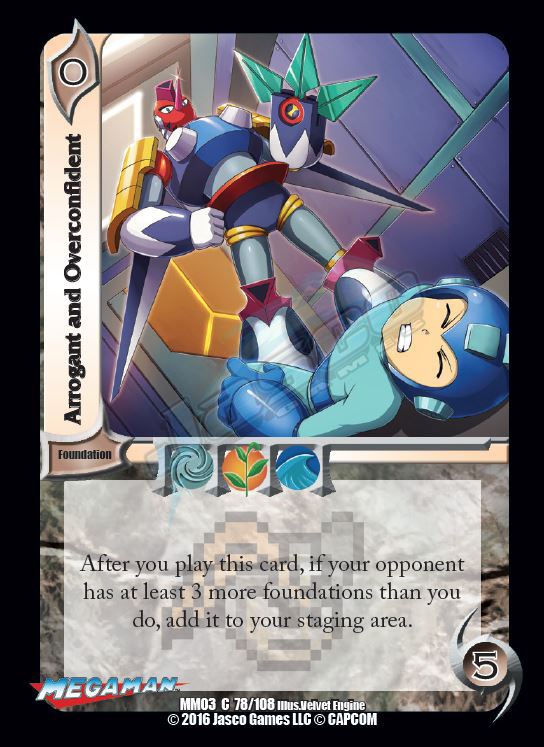 0
Arrogant and Overconfident
Foundation
After you play this card, if your opponent
has at least 3 more foundations than you
do, add it to your staging area.
5
MEGAMAN™
MM03 C 78/108 Illus.Velvet Engine
© 2016 Jasco Games LLC © CAPCOM